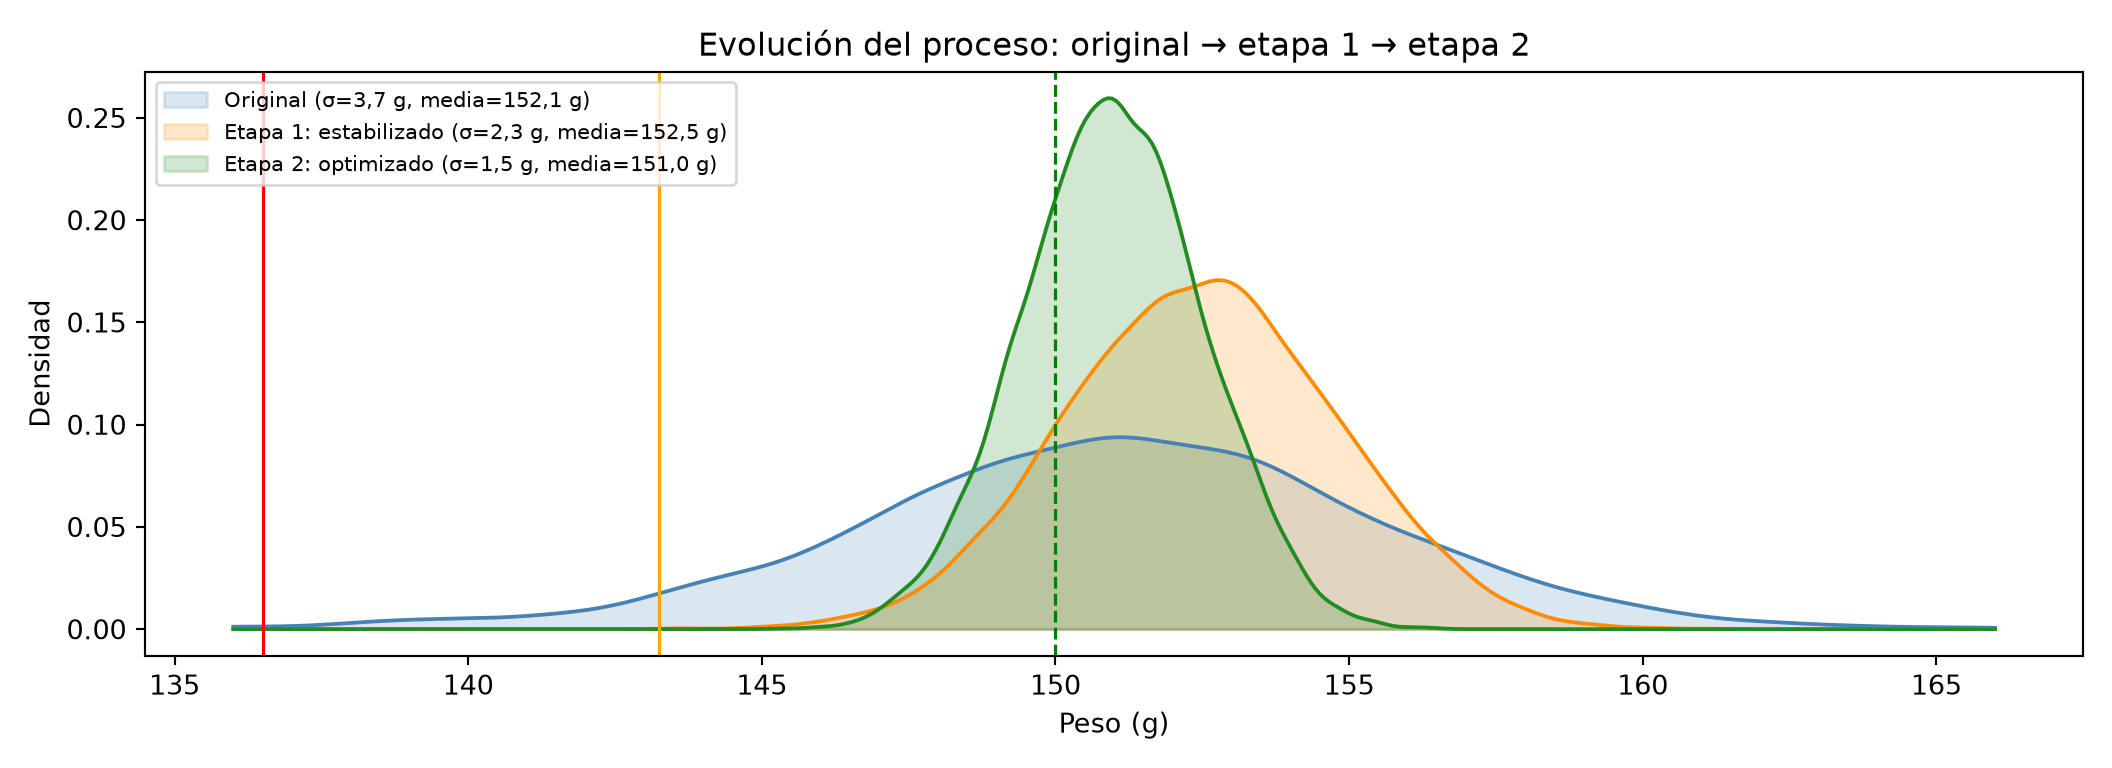 Evolución del proceso: original → etapa 1 → etapa 2
Original (σ=3,7 g, media=152,1 g)
Etapa 1: estabilizado (σ=2,3 g, media=152,5 g)
Etapa 2: optimizado (σ=1,5 g, media=151,0 g)
Densidad
0.25
0.20
0.15
0.10
0.05
0.00
135 140 145 150 155 160 165
Peso (g)